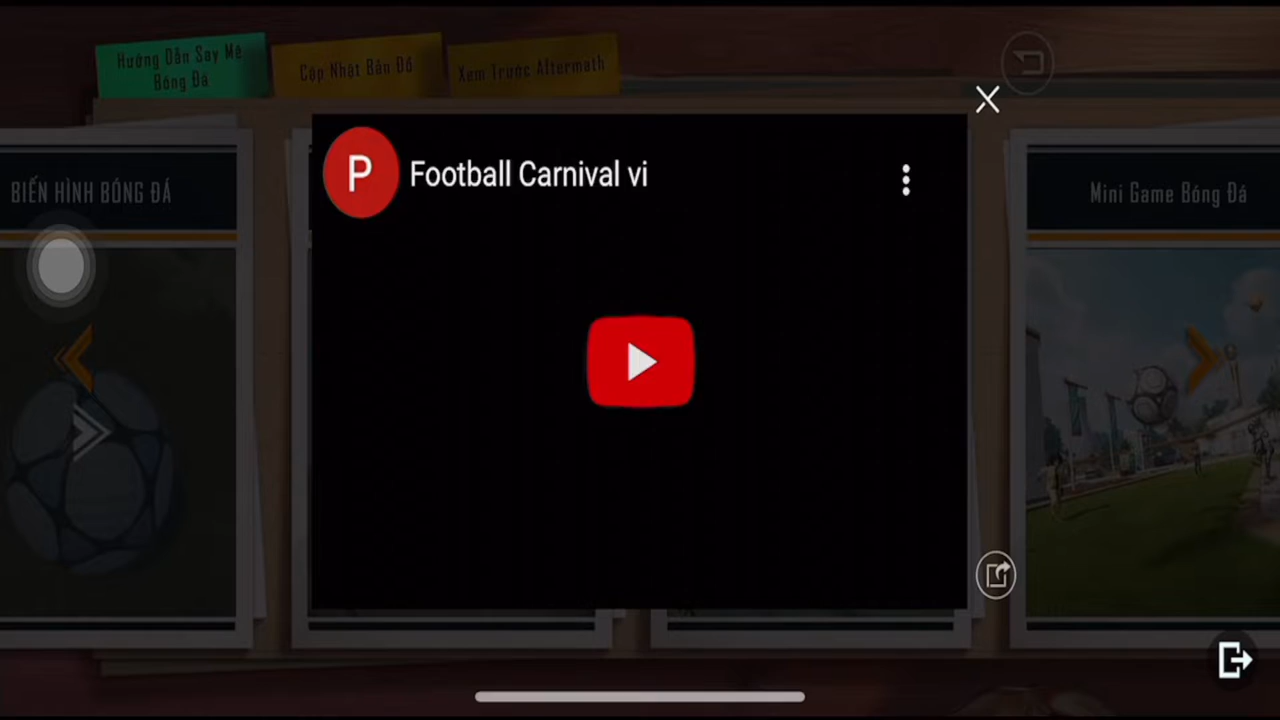 Hướng Dẫn Say Mê
Bóng Đá
Cập Nhật Bản Đồ
Xem Trước Aftermath
P
Football Carnival vi
BIẾN HÌNH BÓNG ĐÁ
Mini Game Bóng Đá